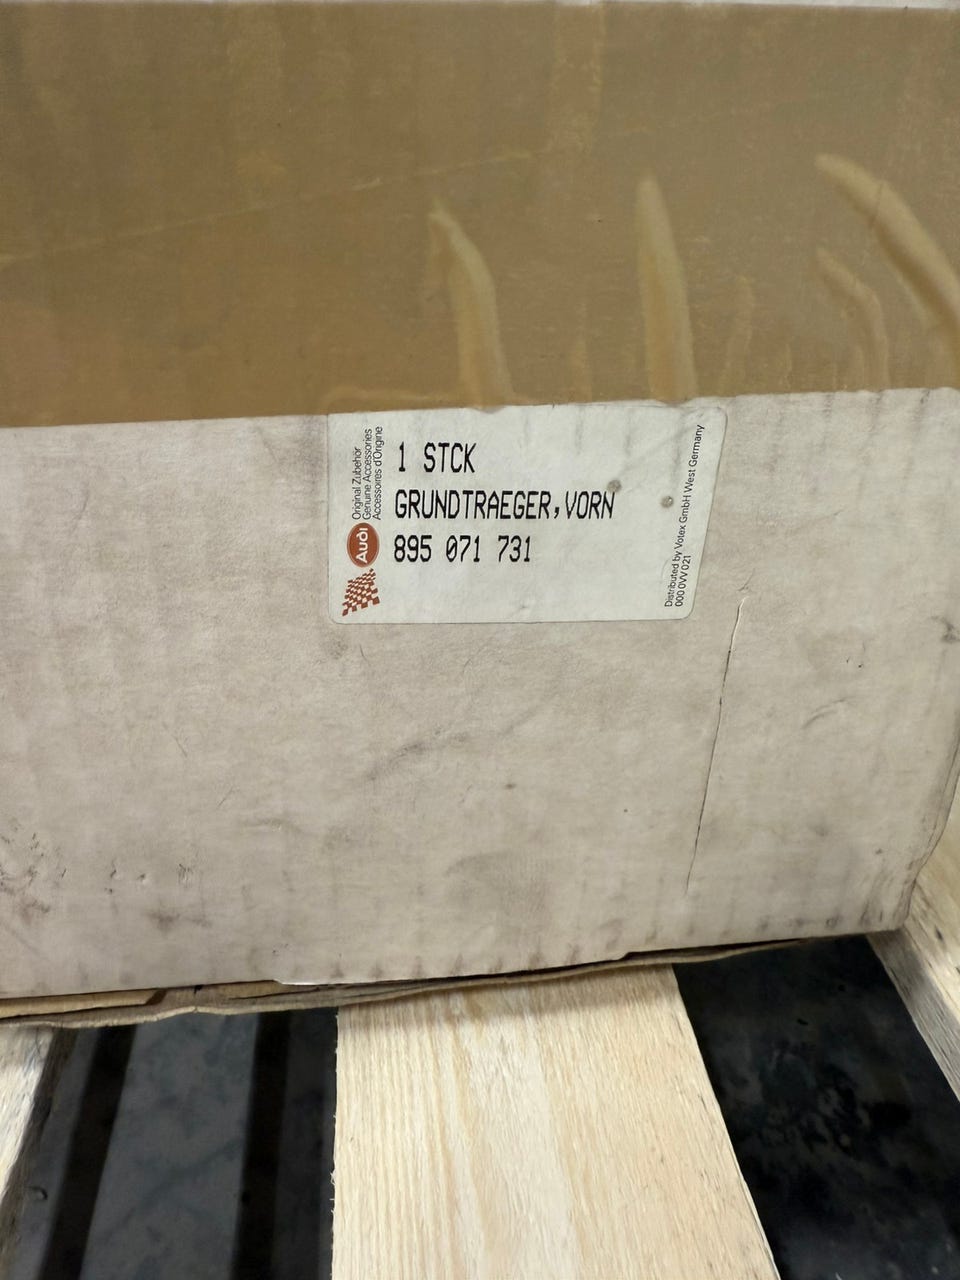 Original Zubehör
Genuine Accessories
Accessoires d'Origine
Audi
1 STCK
GRUNDTRAEGER,VORN
895 071 731
Distributed by Votex GmbH West Germany
000 0VV 021